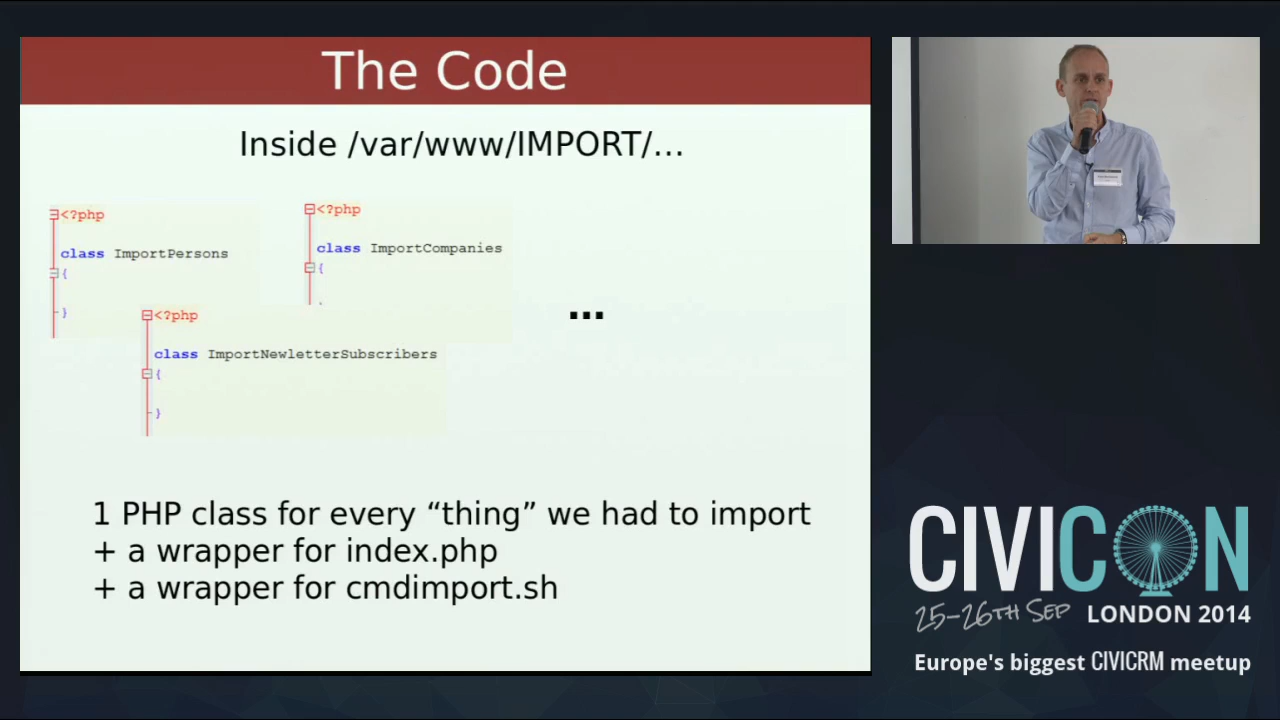 The Code
Inside /var/www/IMPORT/...
<?php
class ImportPersons
{
}
<?php
class ImportCompanies
{
<?php
class ImportNewletterSubscribers
{
}
...
1 PHP class for every “thing” we had to import
+ a wrapper for index.php
+ a wrapper for cmdimport.sh
CIVICON
25-26TH SEP LONDON 2014
Europe's biggest CIVICRM meetup